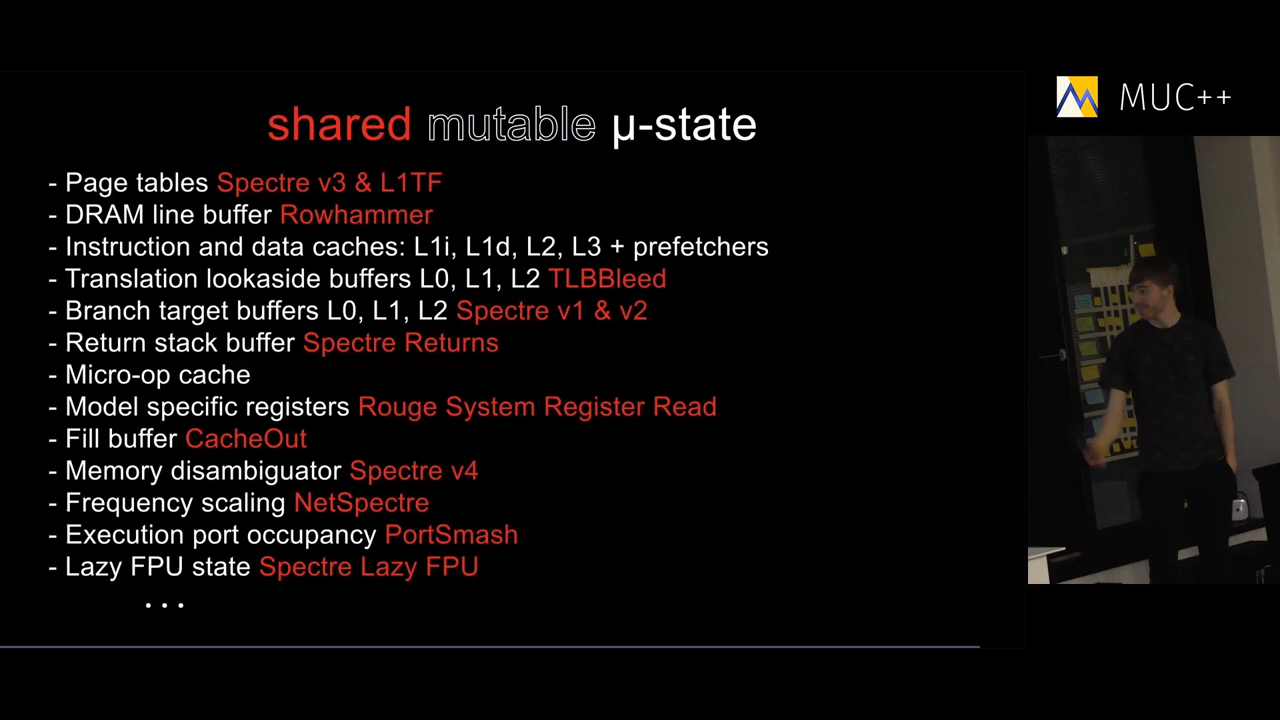 MUC++
shared mutable µ-state
- Page tables Spectre v3 & L1TF
- DRAM line buffer Rowhammer
- Instruction and data caches: L1i, L1d, L2, L3 + prefetchers
- Translation lookaside buffers L0, L1, L2 TLBBleed
- Branch target buffers L0, L1, L2 Spectre v1 & v2
- Return stack buffer Spectre Returns
- Micro-op cache
- Model specific registers Rouge System Register Read
- Fill buffer CacheOut
- Memory disambiguator Spectre v4
- Frequency scaling NetSpectre
- Execution port occupancy PortSmash
- Lazy FPU state Spectre Lazy FPU
...